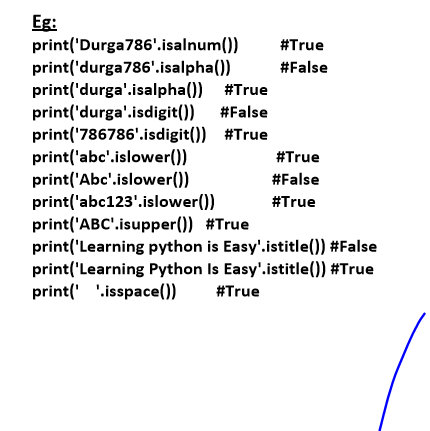 Eg:
print('Durga786'.isalnum()) #True
print('durga786'.isalpha()) #False
print('durga'.isalpha()) #True
print('durga'.isdigit()) #False
print('786786'.isdigit()) #True
print('abc'.islower()) #True
print('Abc'.islower()) #False
print('abc123'.islower()) #True
print('ABC'.isupper()) #True
print('Learning python is Easy'.istitle()) #False
print('Learning Python Is Easy'.istitle()) #True
print('   '.isspace()) #True